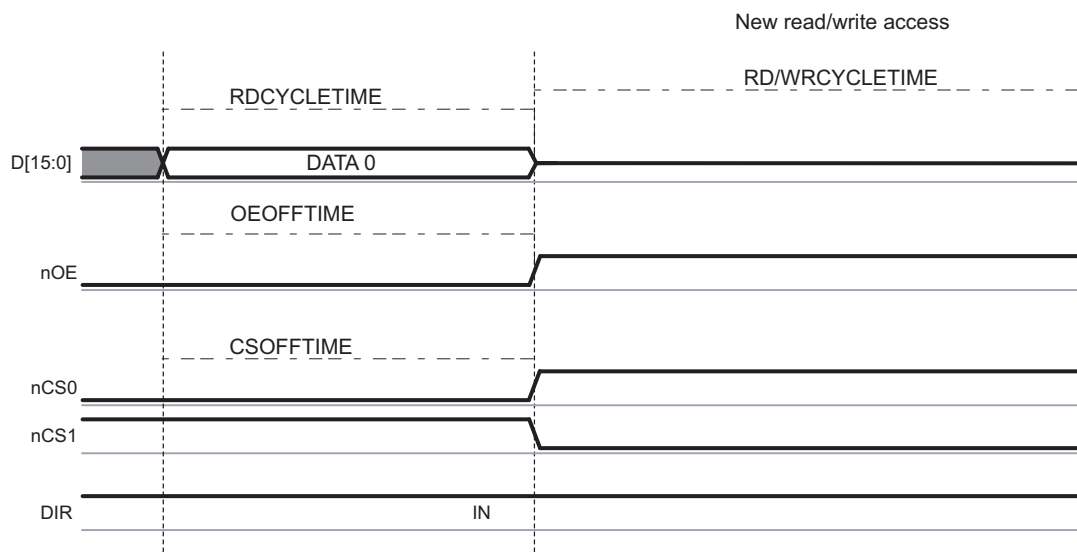 New read/write access
RDCYCLETIME
RD/WRCYCLETIME
D[15:0]
DATA 0
OEOFFTIME
nOE
CSOFFTIME
nCS0
nCS1
DIR
IN